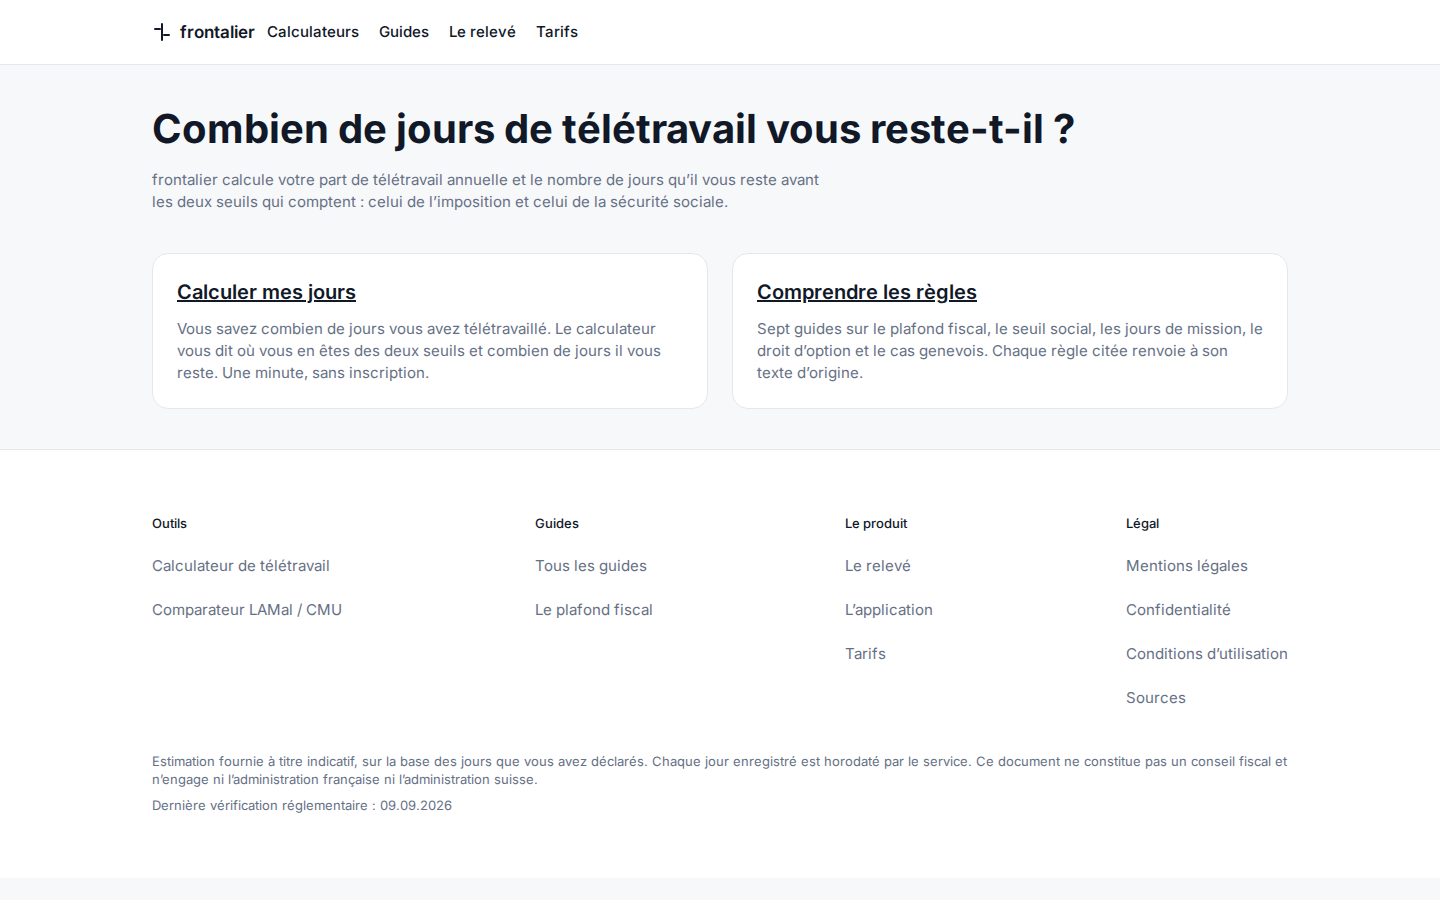 frontalier Calculateurs Guides Le relevé Tarifs
Combien de jours de télétravail vous reste-t-il ?
frontalier calcule votre part de télétravail annuelle et le nombre de jours qu’il vous reste avant
les deux seuils qui comptent : celui de l’imposition et celui de la sécurité sociale.
Calculer mes jours
Vous savez combien de jours vous avez télétravaillé. Le calculateur
vous dit où vous en êtes des deux seuils et combien de jours il vous
reste. Une minute, sans inscription.
Comprendre les règles
Sept guides sur le plafond fiscal, le seuil social, les jours de mission, le
droit d’option et le cas genevois. Chaque règle citée renvoie à son
texte d’origine.
Outils
Calculateur de télétravail
Comparateur LAMal / CMU
Guides
Tous les guides
Le plafond fiscal
Le produit
Le relevé
L’application
Tarifs
Légal
Mentions légales
Confidentialité
Conditions d’utilisation
Sources
Estimation fournie à titre indicatif, sur la base des jours que vous avez déclarés. Chaque jour enregistré est horodaté par le service. Ce document ne constitue pas un conseil fiscal et
n’engage ni l’administration française ni l’administration suisse.
Dernière vérification réglementaire : 09.09.2026